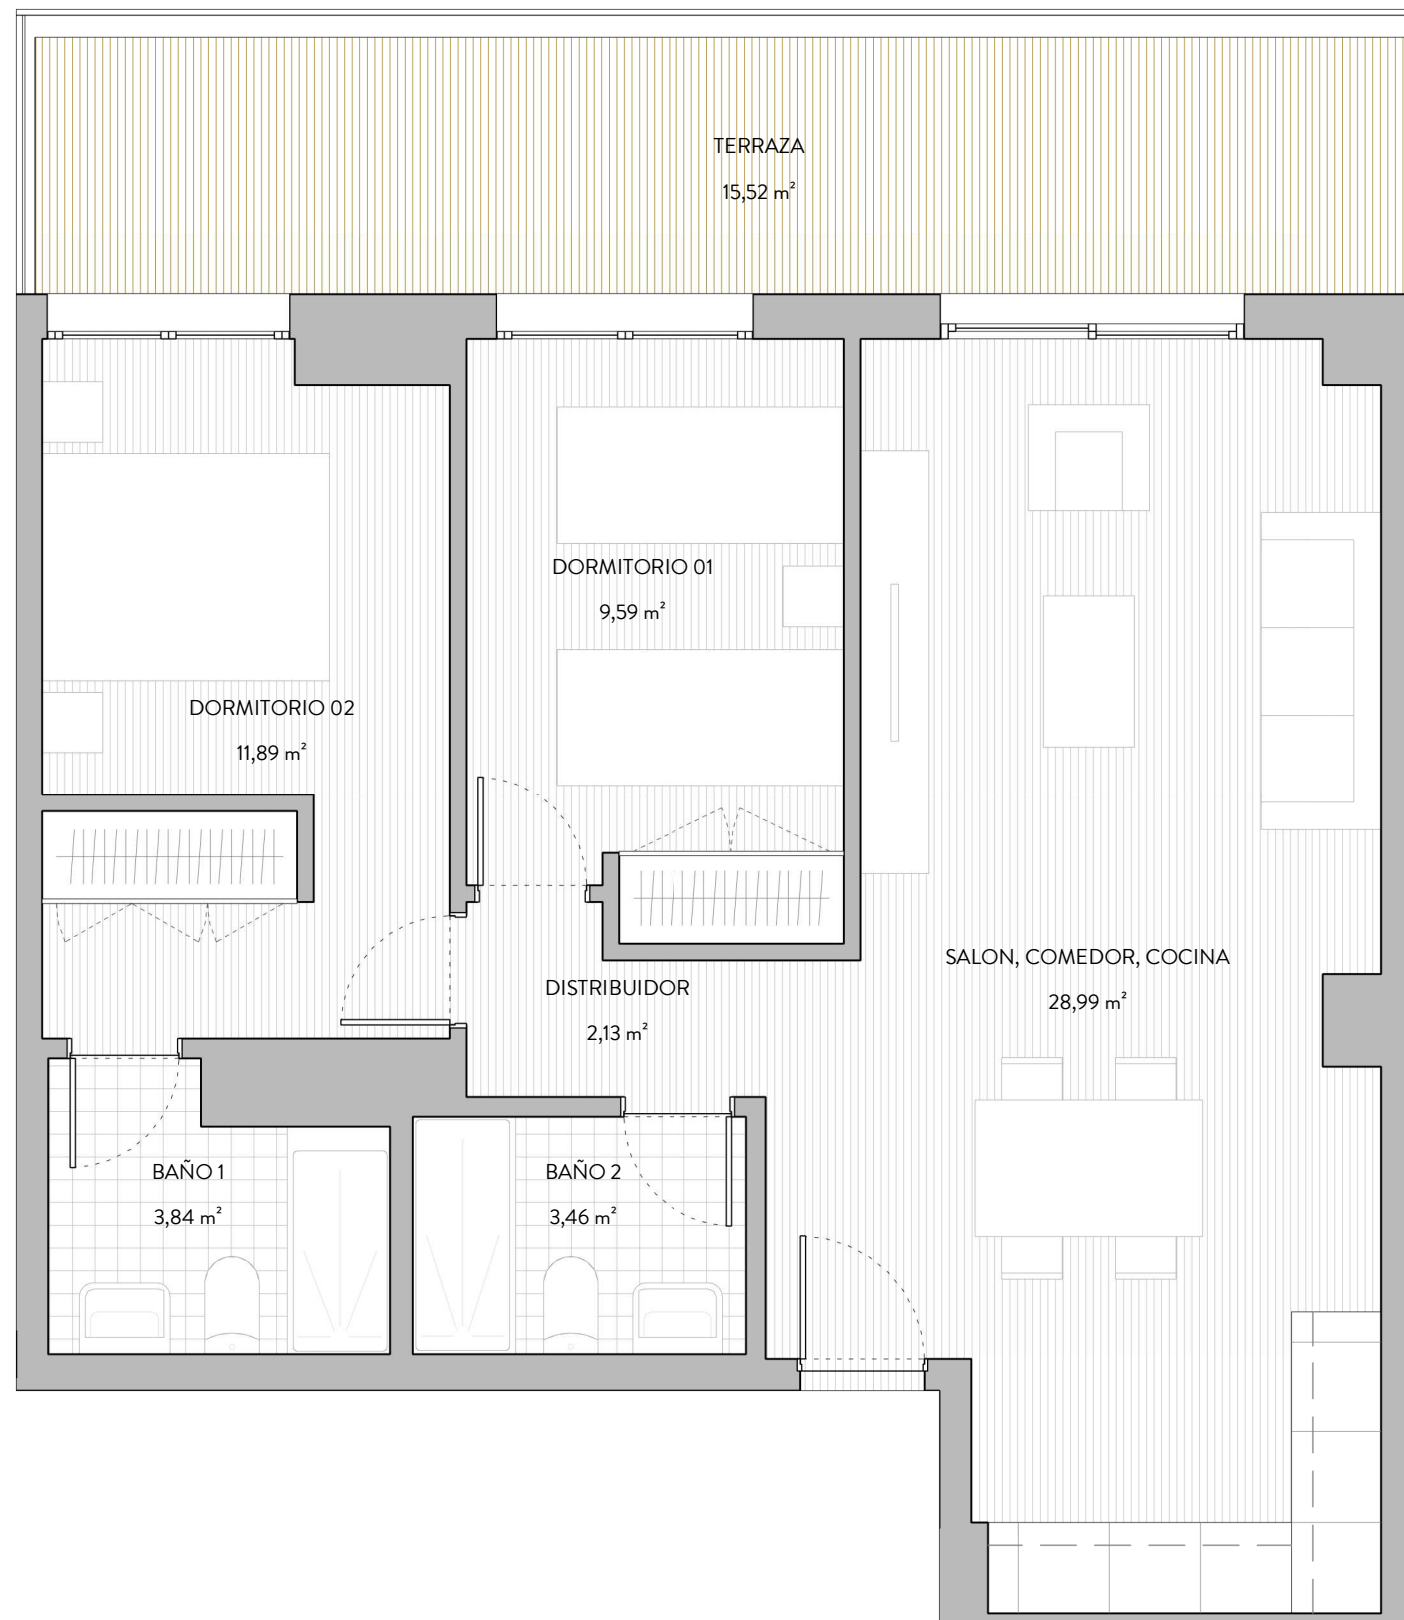 TERRAZA
15,52 m²
DORMITORIO 01
9,59 m²
DORMITORIO 02
11,89 m²
SALON, COMEDOR, COCINA
28,99 m²
DISTRIBUIDOR
2,13 m²
BAÑO 1
3,84 m²
BAÑO 2
3,46 m²